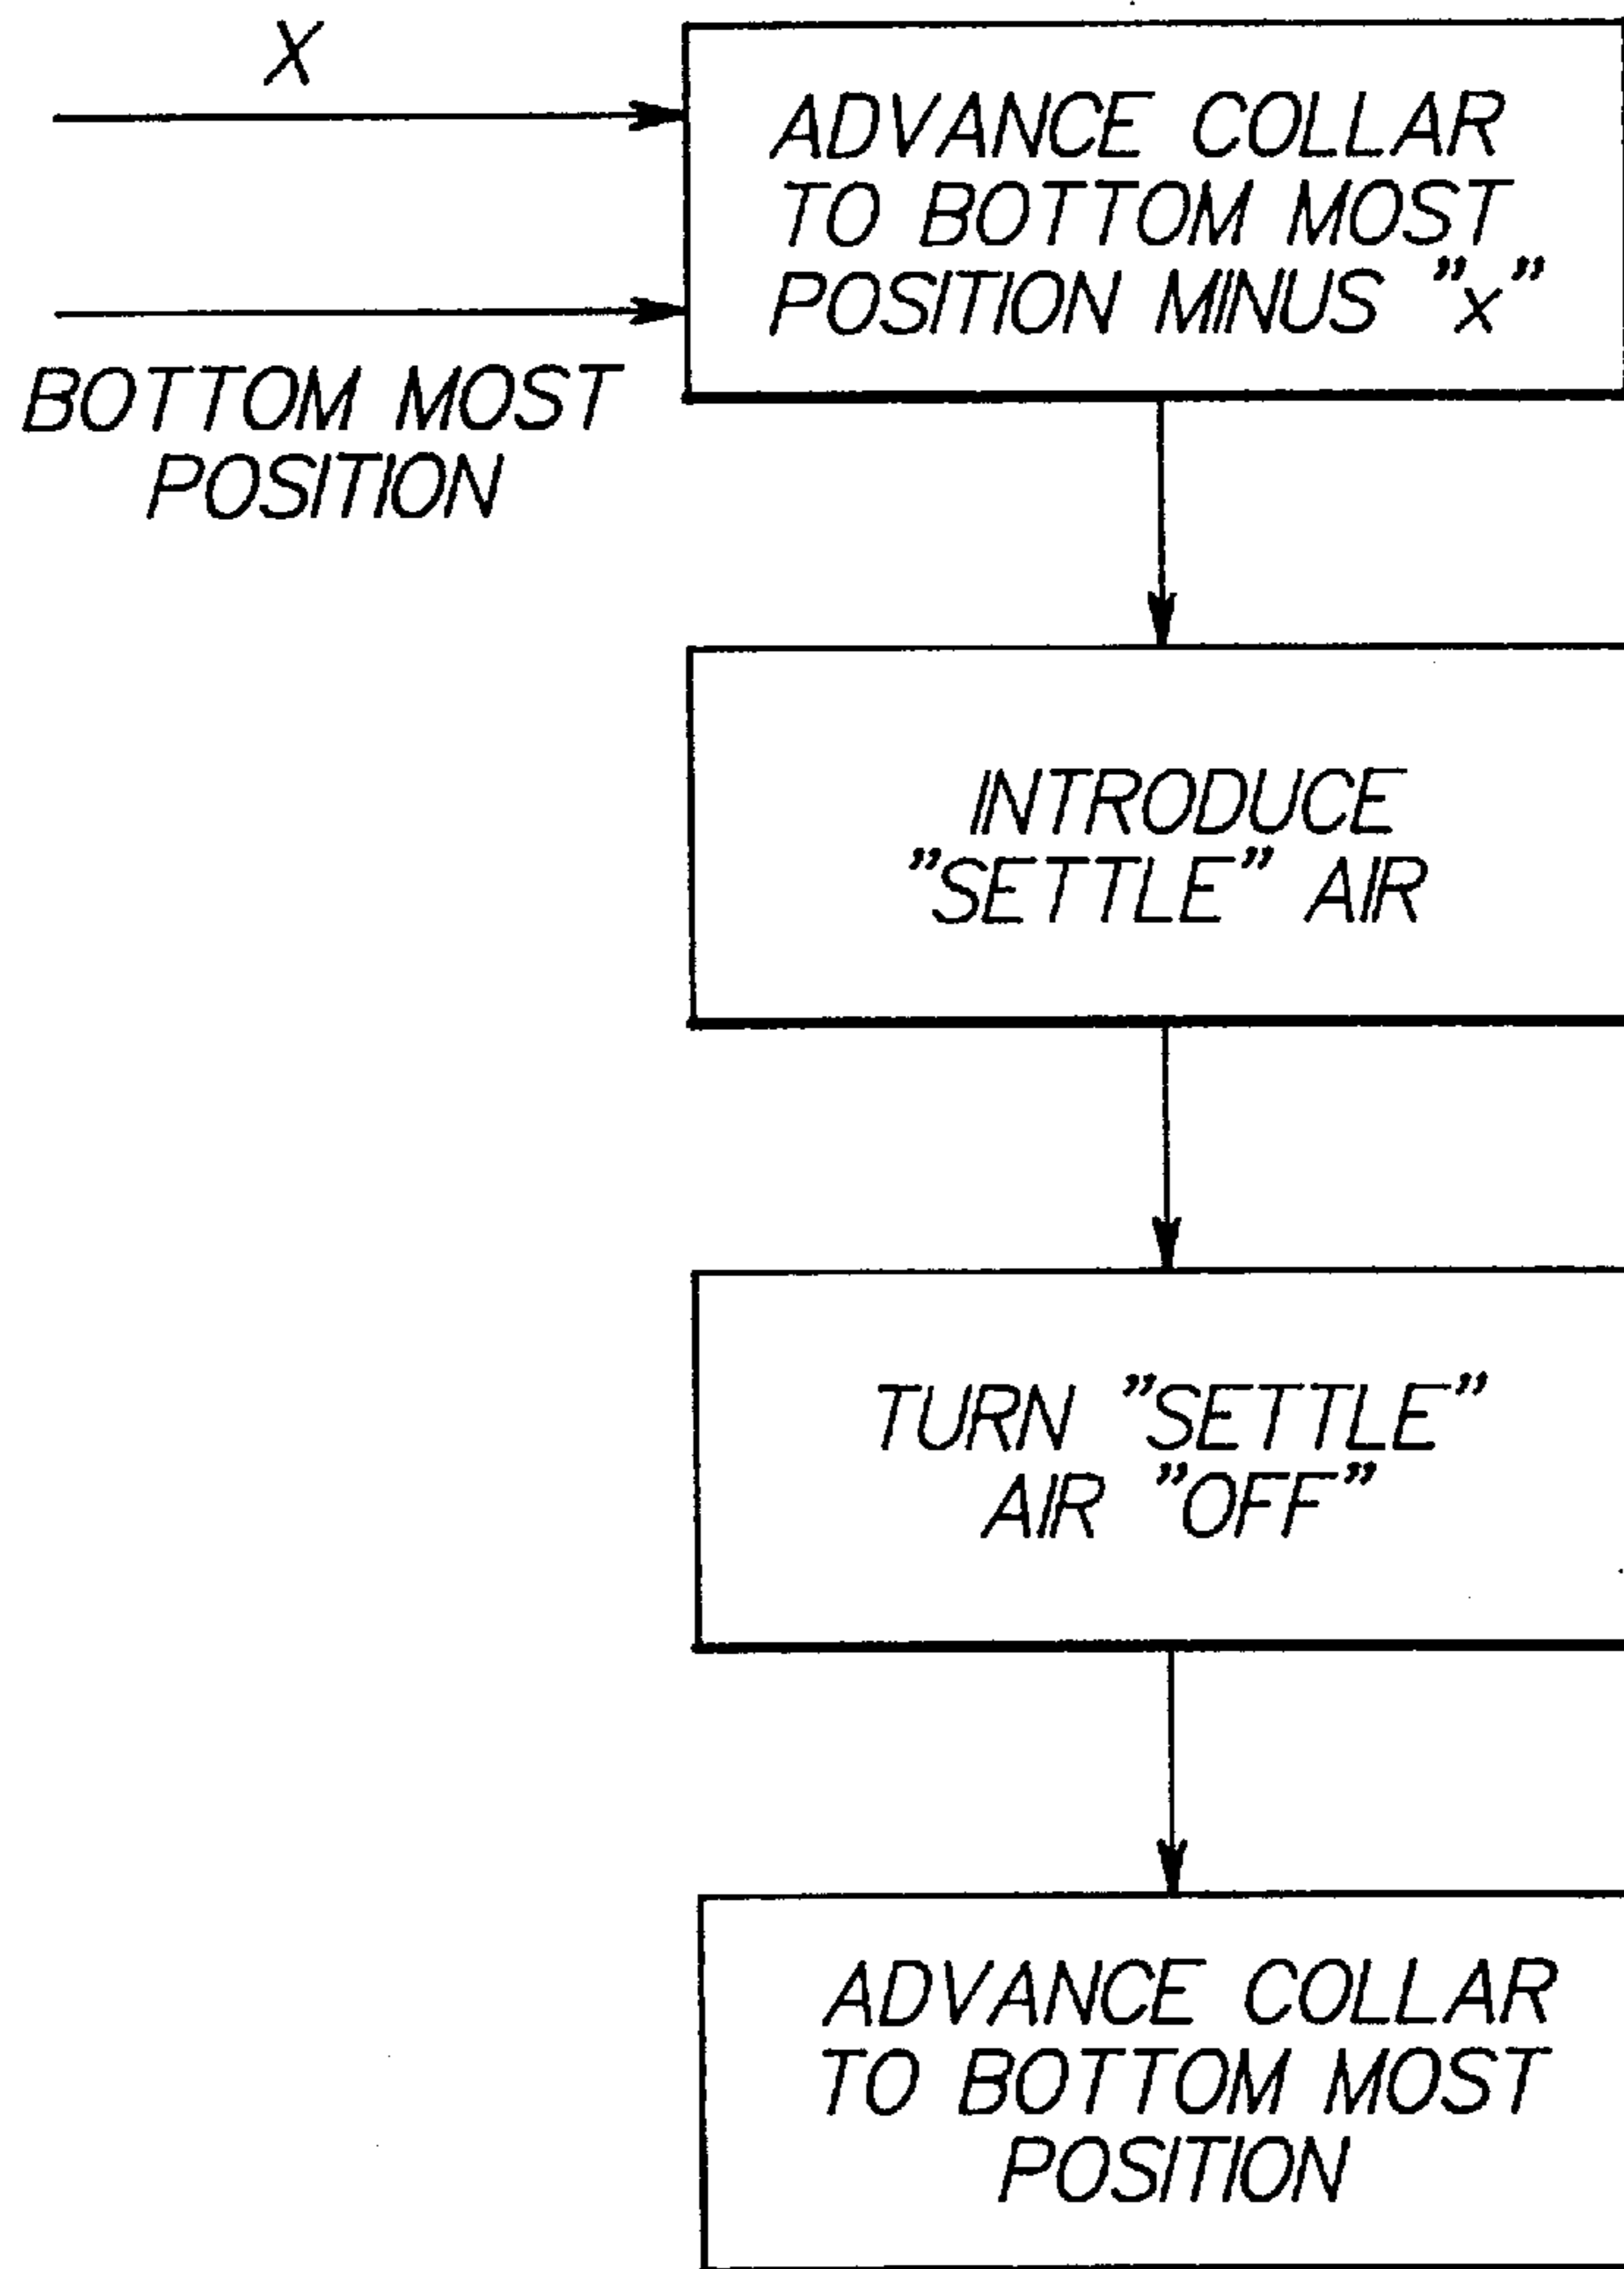 X
BOTTOM MOST
POSITION
ADVANCE COLLAR
TO BOTTOM MOST
POSITION MINUS "x"
INTRODUCE
"SETTLE" AIR
TURN "SETTLE"
AIR "OFF"
ADVANCE COLLAR
TO BOTTOM MOST
POSITION